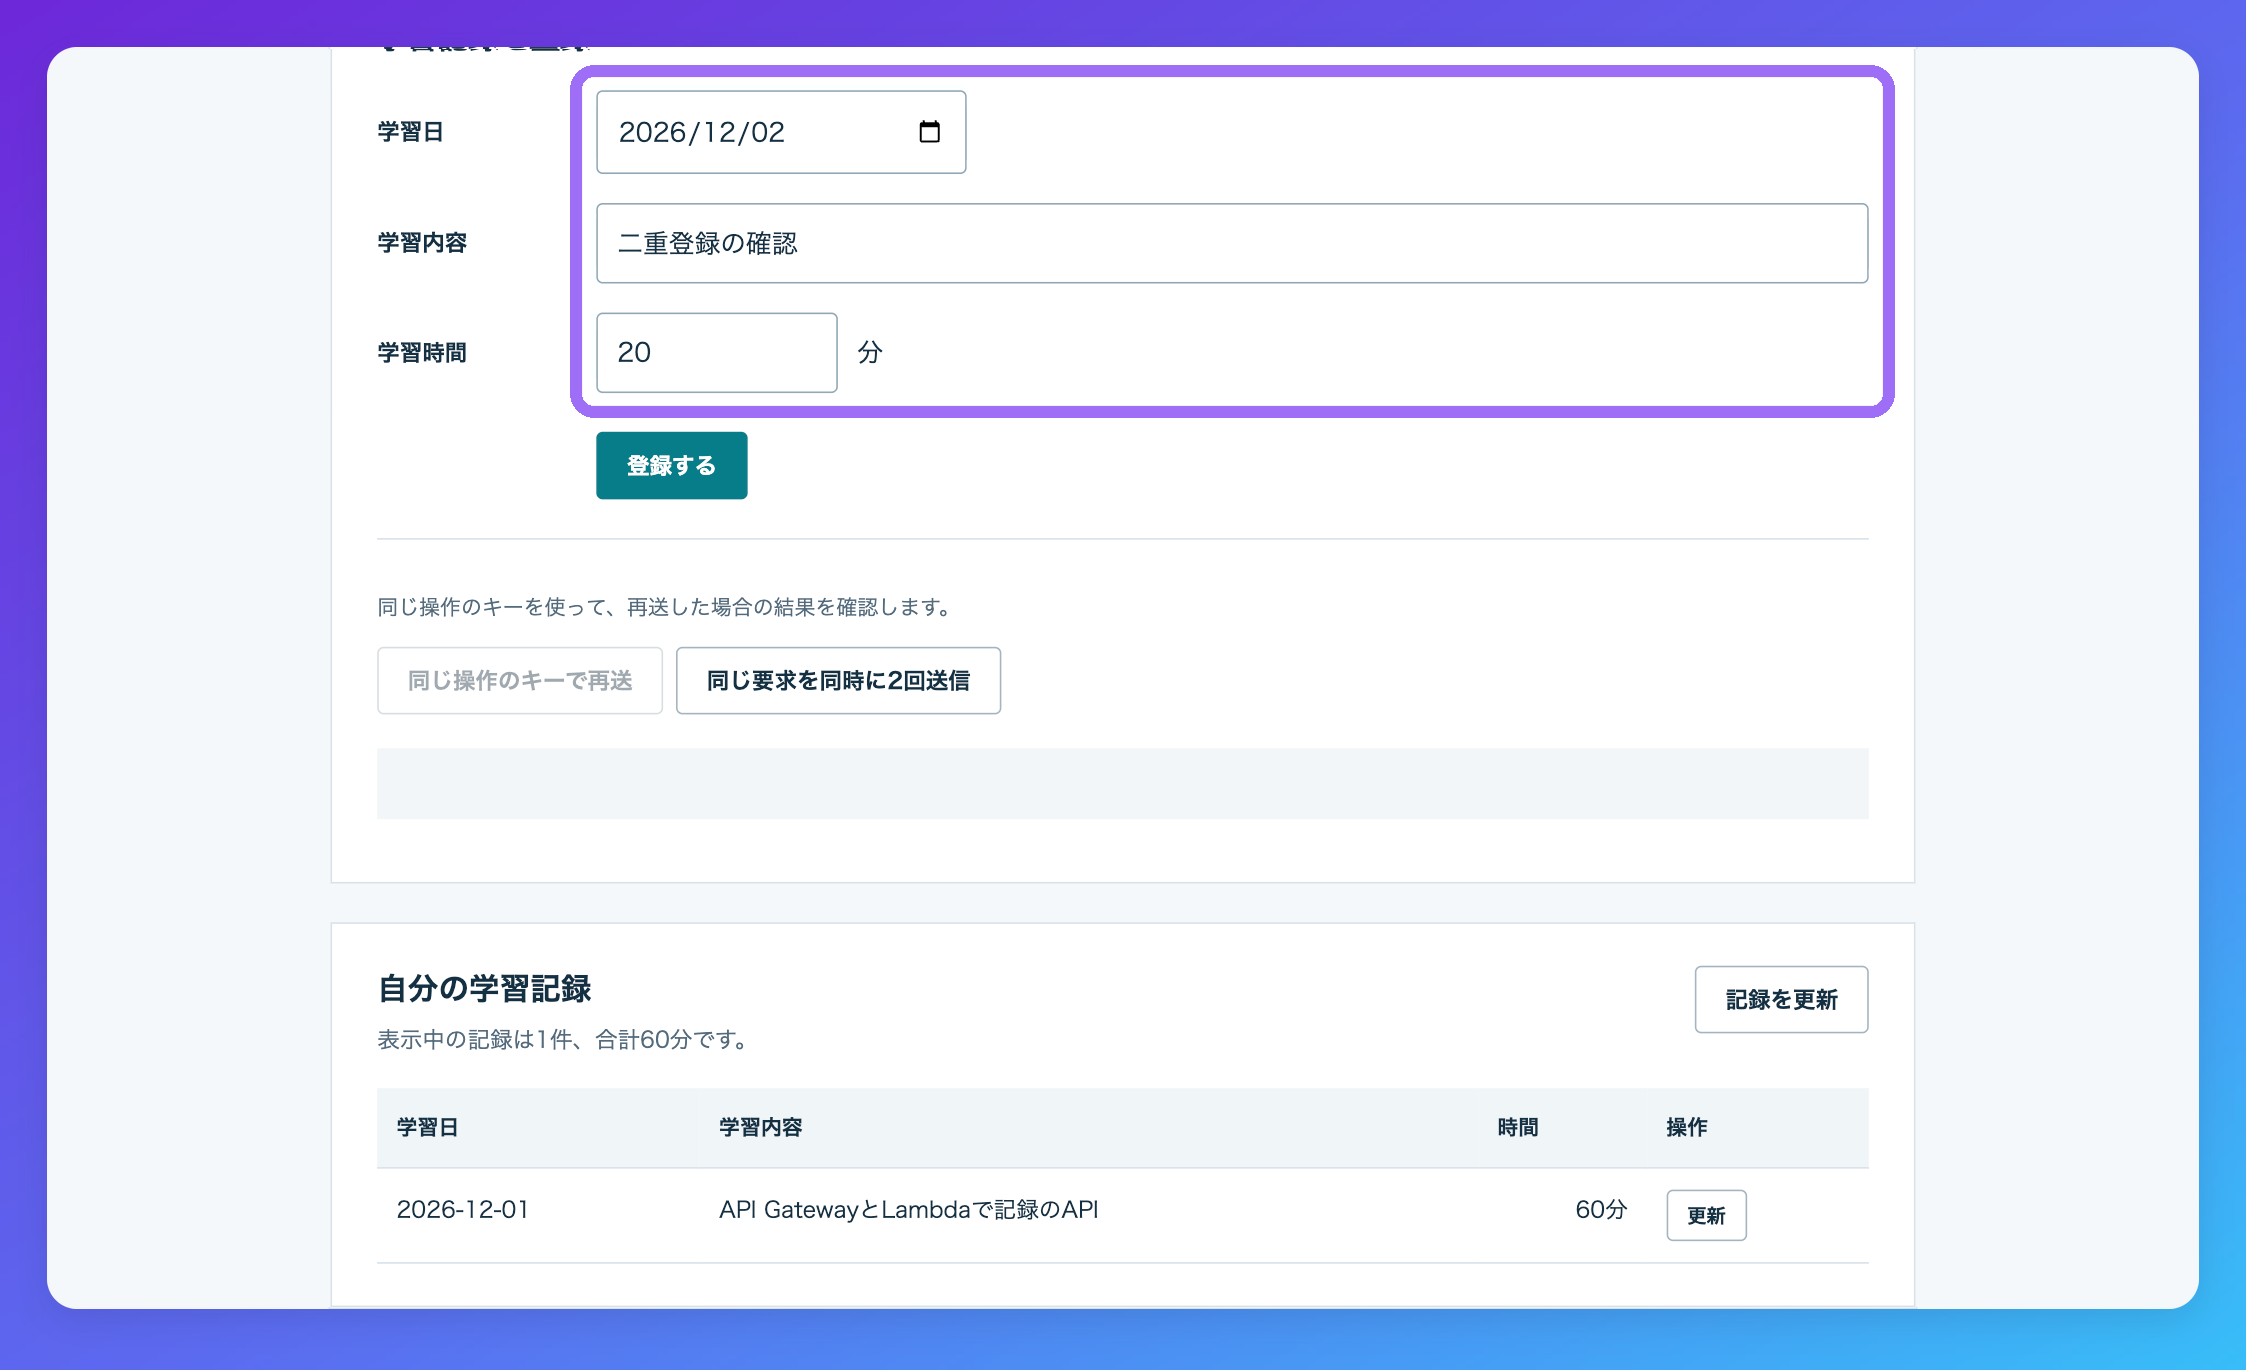 学習日
2026/12/02
学習内容
二重登録の確認
学習時間
20 分
登録する
同じ操作のキーを使って、再送した場合の結果を確認します。
同じ操作のキーで再送 同じ要求を同時に2回送信
自分の学習記録
記録を更新
表示中の記録は1件、合計60分です。
学習日 学習内容 時間 操作
2026-12-01 API GatewayとLambdaで記録のAPI 60分 更新